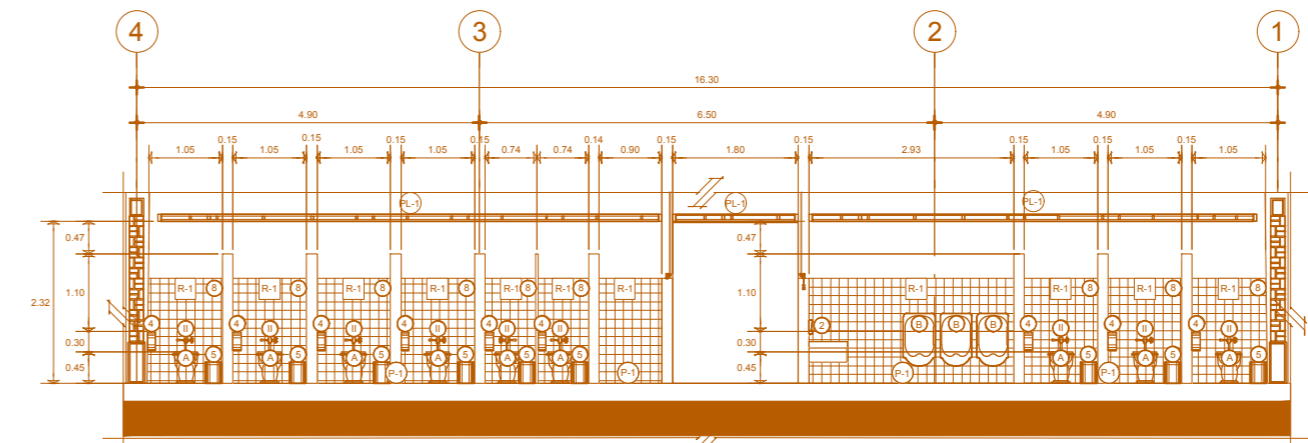 4 3 2 1
16.30
4.90 6.50 4.90
0.15 0.15 0.15 0.15 0.14 0.15 0.15 0.15 0.15 0.15
1.05 1.05 1.05 1.05 0.74 0.74 0.90 1.80 2.93 1.05 1.05 1.05
PL-1 PL-1 PL-1
0.47 0.47
R-1 8 R-1 8 R-1 8 R-1 8 R-1 8 R-1 8 R-1 R-1 R-1 8 R-1 8 R-1 8
2.32 1.10 1.10
4 II 4 II 4 II 4 II 4 II 4 II 2 B B B 4 II 4 II 4 II
0.30 0.30
A 5 A 5 A 5 A 5 A 5 A 5 A 5 A 5 A 5
0.45 P-1 P-1 0.45 P-1 P-1